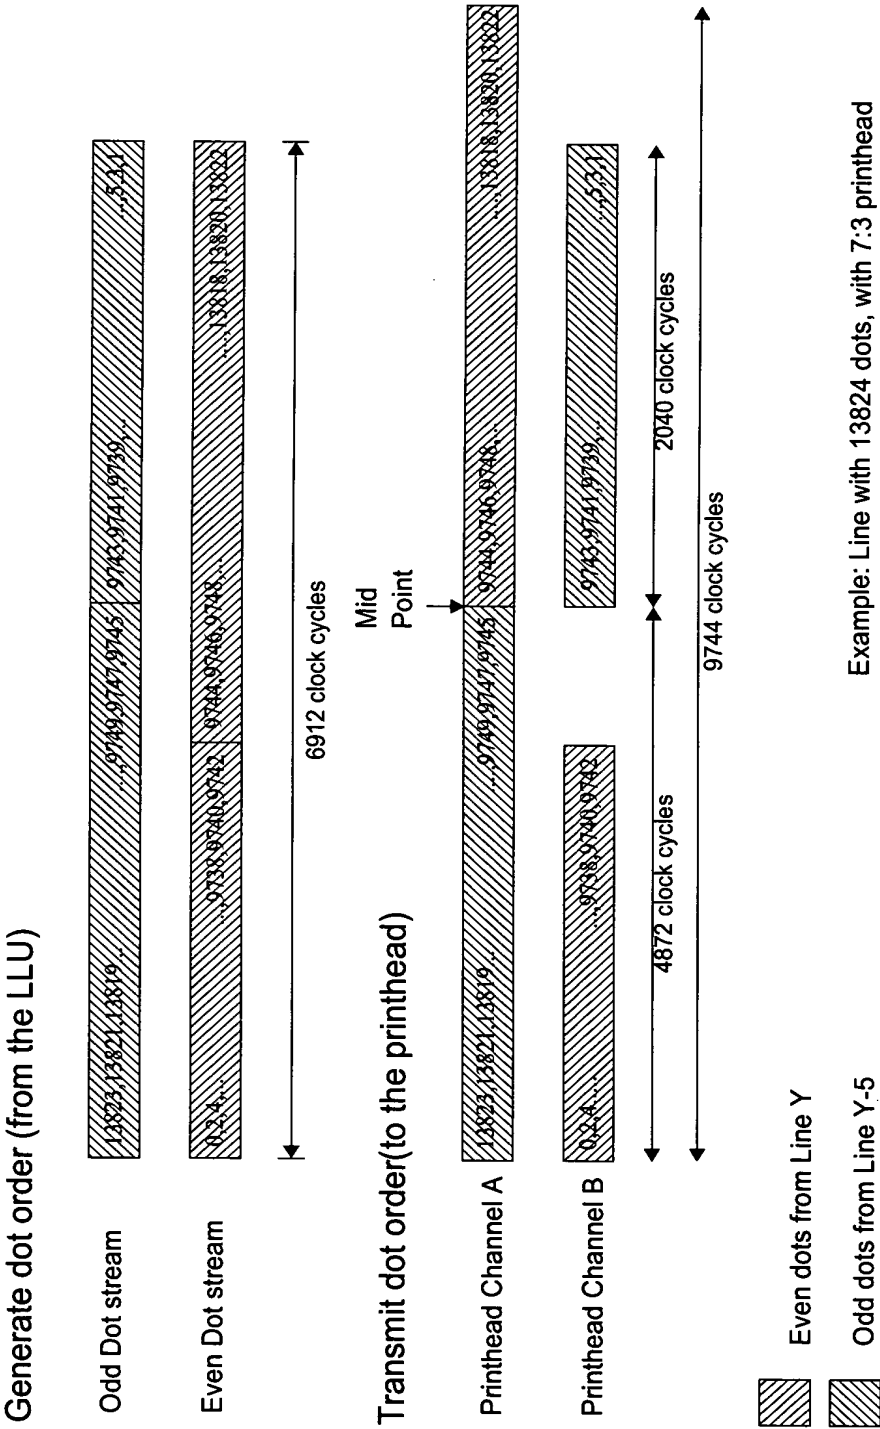 Generate dot order (from the LLU)
Odd Dot stream
13823,13821,13819...
...,9749,9747,9745
9743,9741,9739,...
...,5,3,1
Even Dot stream
0,2,4,...
...,9738,9740,9742
9744,9746,9748,...
...,13818,13820,13822
6912 clock cycles
Transmit dot order(to the printhead)
Mid
Point
Printhead Channel A
13823,13821,13819...
...,9749,9747,9745
9744,9746,9748,...
...,13818,13820,13822
Printhead Channel B
0,2,4....
...,9738,9740,9742
9743,9741,9739,...
...,5,3,1
4872 clock cycles
2040 clock cycles
9744 clock cycles
Even dots from Line Y
Odd dots from Line Y-5
Example: Line with 13824 dots, with 7:3 printhead